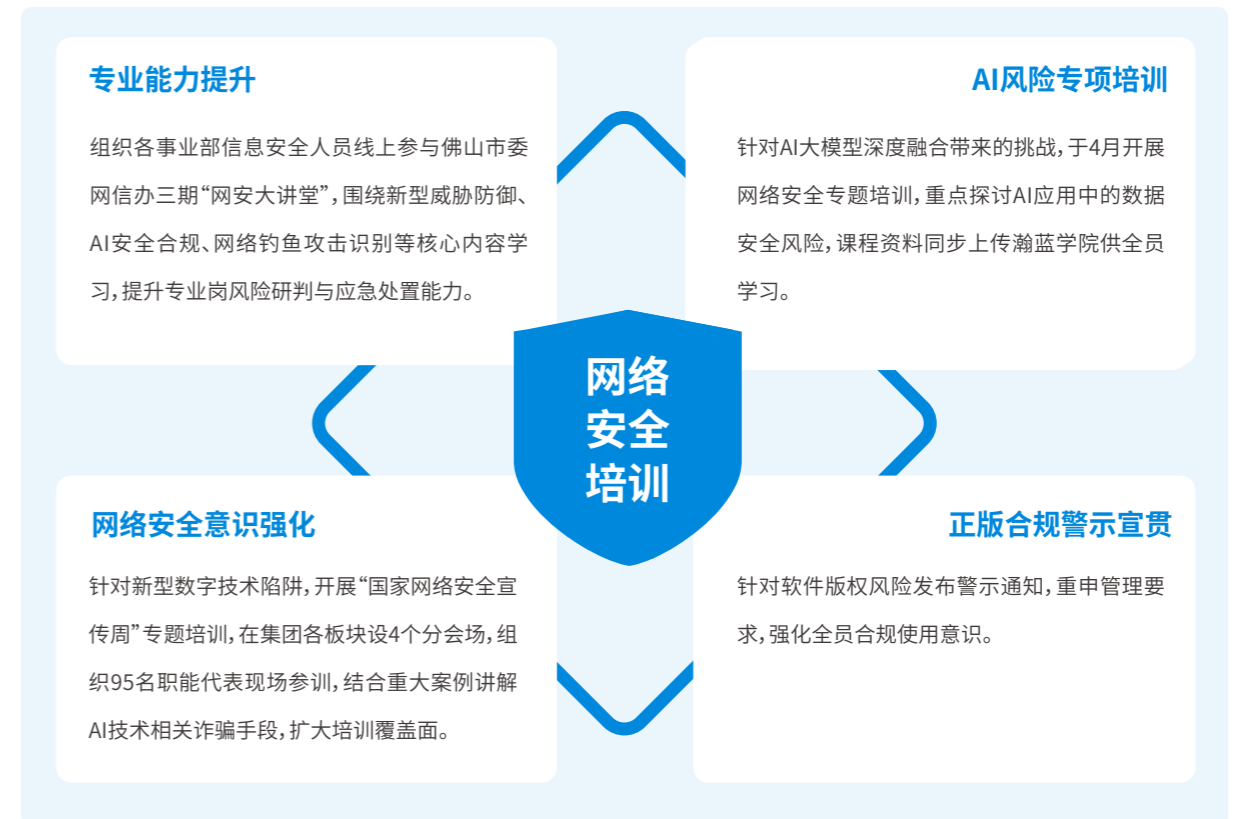 专业能力提升
组织各事业部信息安全人员线上参与佛山市委
网信办三期“网安大讲堂”，围绕新型威胁防御、
AI安全合规、网络钓鱼攻击识别等核心内容学
习，提升专业岗风险研判与应急处置能力。
AI风险专项培训
针对AI大模型深度融合带来的挑战，于4月开展
网络安全专题培训，重点探讨AI应用中的数据
安全风险，课程资料同步上传瀚蓝学院供全员
学习。
网络
安全
培训
网络安全意识强化
针对新型数字技术陷阱，开展“国家网络安全宣
传周”专题培训，在集团各板块设4个分会场，组
织95名职能代表现场参训，结合重大案例讲解
AI技术相关诈骗手段，扩大培训覆盖面。
正版合规警示宣贯
针对软件版权风险发布警示通知，重申管理要
求，强化全员合规使用意识。